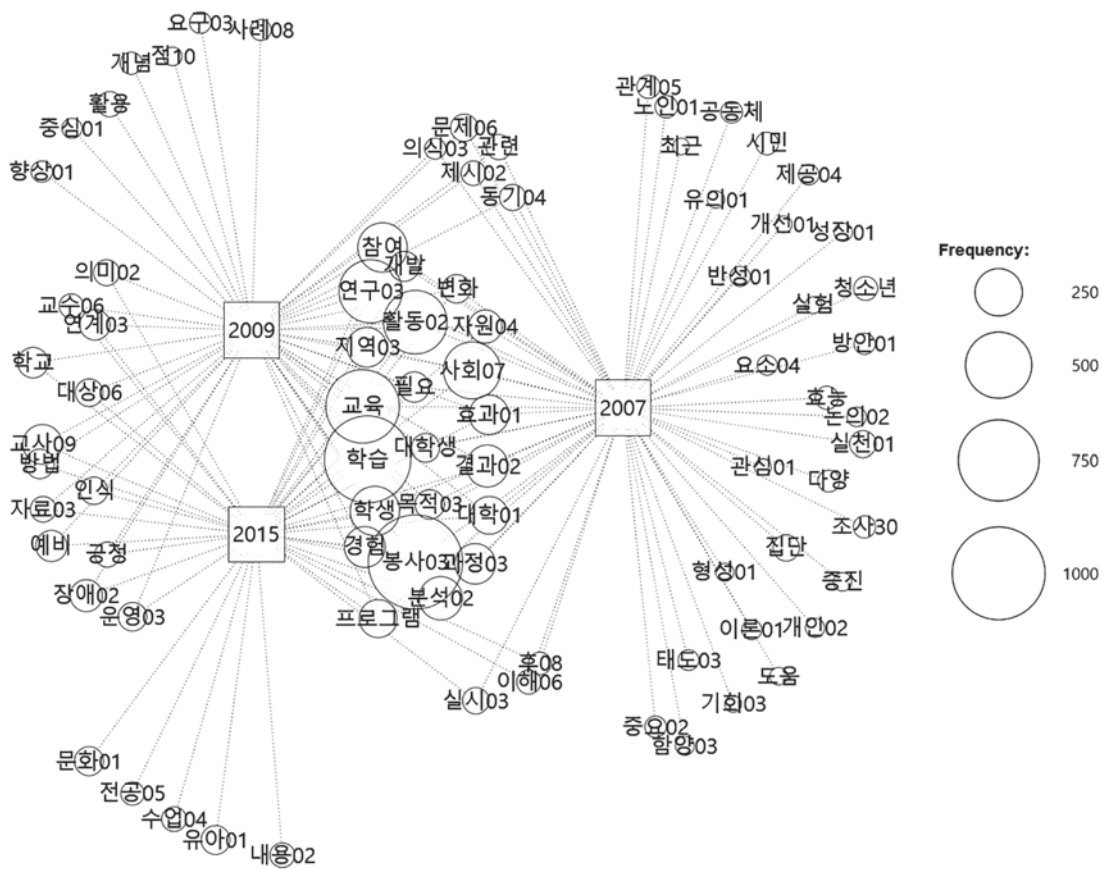 요구03
사례08
점10
개념
활용
중심01
향상01
관계05
노인01
공동체
문제06
의식03
관련
최근
시민
제시02
제공04
동기04
유의01
개선01
성장01
참여
개발
의미02
반성01
Frequency:
연구03
변화
청소년
250
교수06
실험
연계03
활동02
자원04
2009
지역03
방안01
학교
사회07
요소04
500
대상06
필요
효능
교육
2007
효과01
논의02
교사09
대학생
실천01
방법
학습
결과02
관심01
750
인식
다양
자료03
학생
목적03
대학01
조사30
2015
예비
긍정
경험
집단
봉사03
과정03
형성01
증진
1000
장애02
분석02
운영03
프로그램
이론01
개인02
후08
태도03
이해06
도움
실시03
기회03
중요02
함양03
문화01
전공05
수업04
유아01
내용02